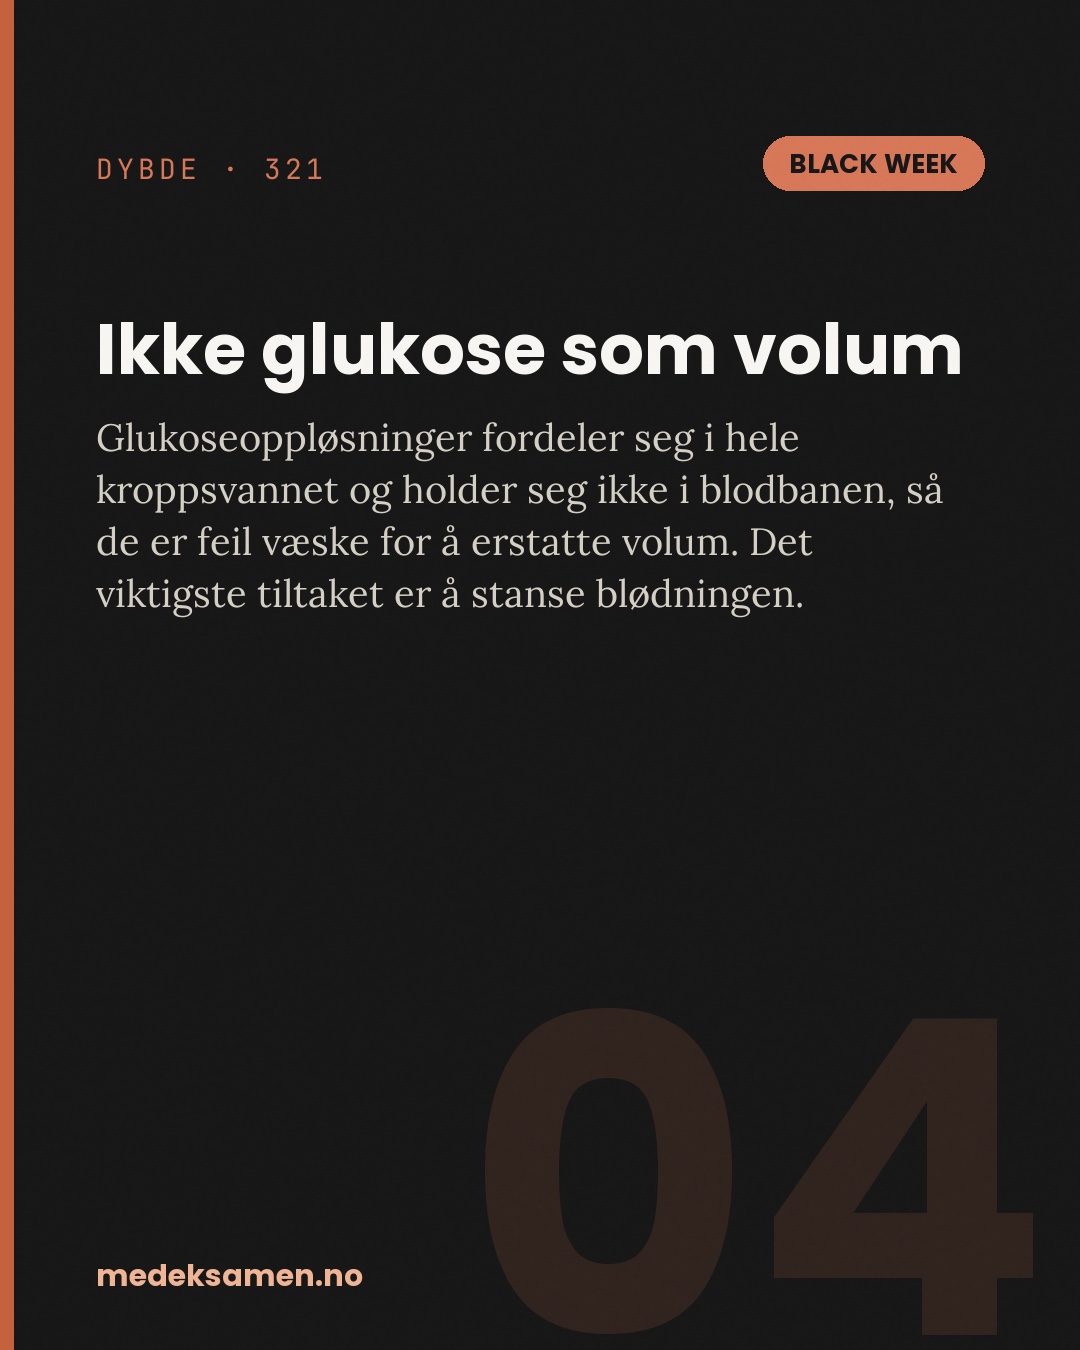 DYBDE · 321
BLACK WEEK
Ikke glukose som volum
Glukoseoppløsninger fordeler seg i hele
kroppsvannet og holder seg ikke i blodbanen, så
de er feil væske for å erstatte volum. Det
viktigste tiltaket er å stanse blødningen.
04
medeksamen.no